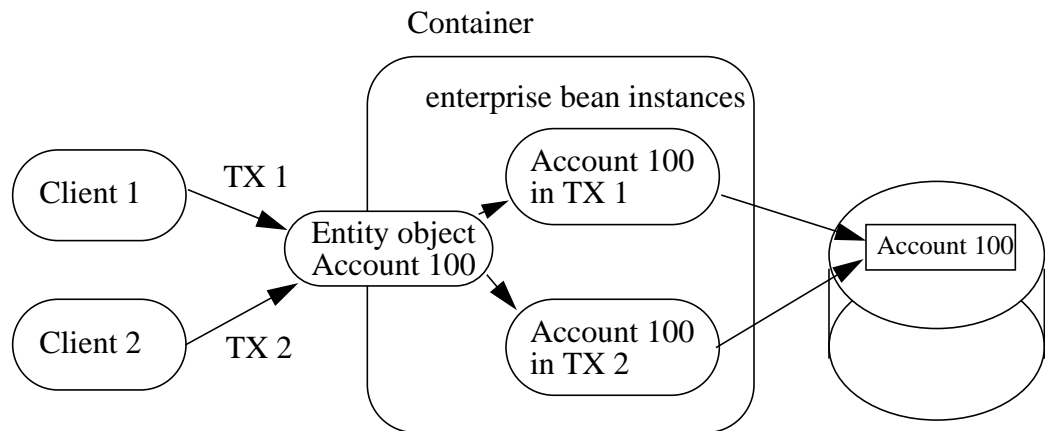 Container
enterprise bean instances
Client 1
TX 1
Entity object
Account 100
Account 100
in TX 1
Account 100
Client 2
TX 2
Account 100
in TX 2